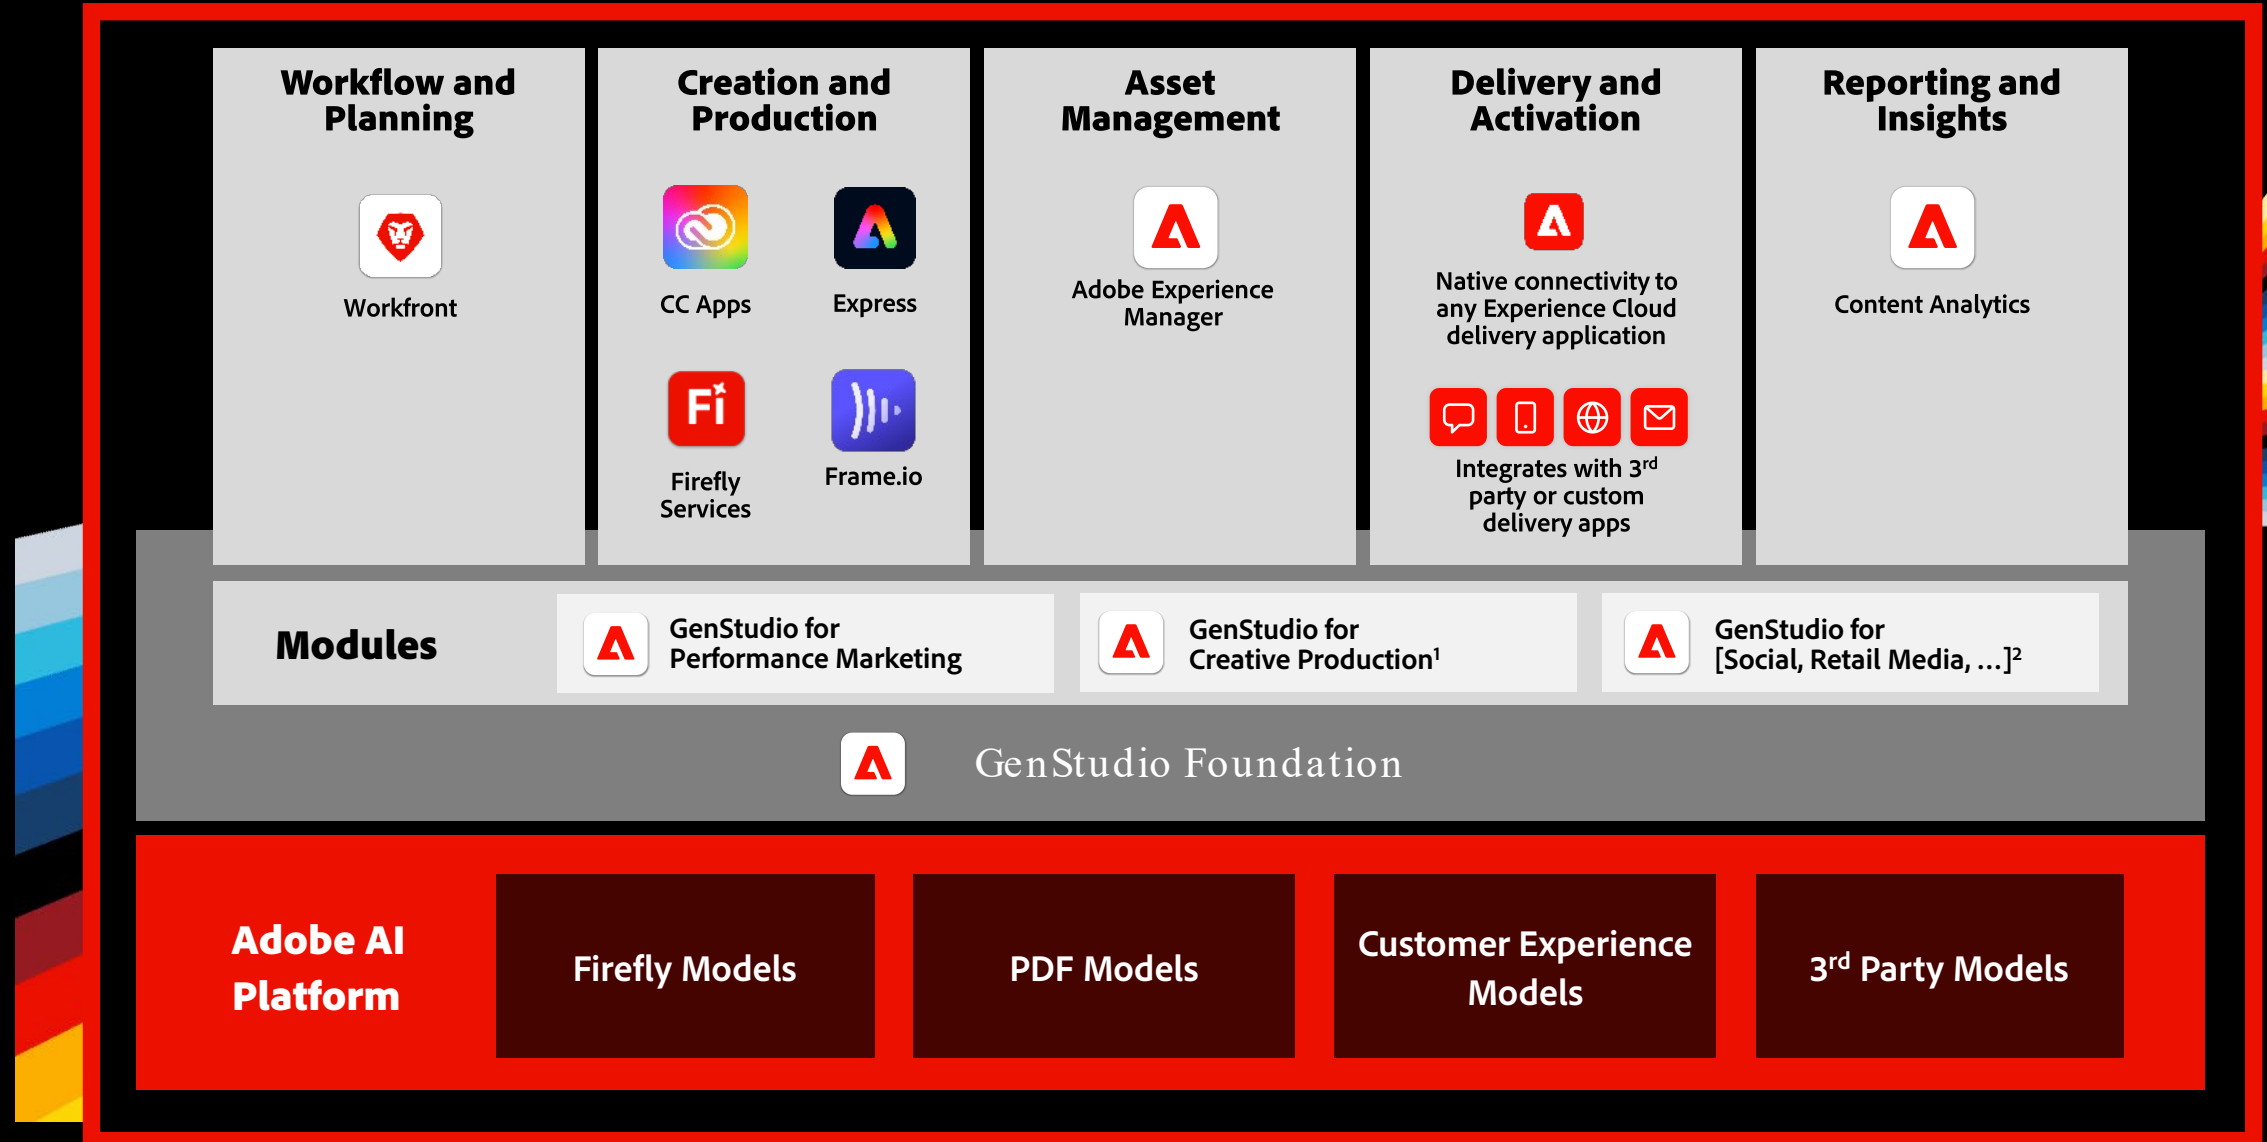 Workflow and
Planning
Workfront
Creation and
Production
CC Apps
Express
Fi
Firefly
Services
Frame.io
Asset
Management
Adobe Experience
Manager
Delivery and
Activation
Native connectivity to
any Experience Cloud
delivery application
Integrates with 3rd
party or custom
delivery apps
Reporting and
Insights
Content Analytics
Modules
GenStudio for
Performance Marketing
GenStudio for
Creative Production¹
GenStudio for
[Social, Retail Media, ...]²
GenStudio Foundation
Adobe AI
Platform
Firefly Models
PDF Models
Customer Experience
Models
3rd Party Models